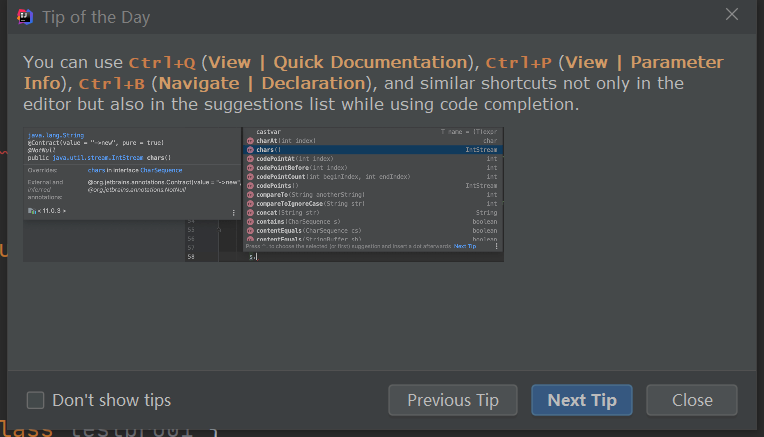 Tip of the Day
You can use Ctrl+Q (View | Quick Documentation), Ctrl+P (View | Parameter
Info), Ctrl+B (Navigate | Declaration), and similar shortcuts not only in the
editor but also in the suggestions list while using code completion.
java.lang.String
@Contract(value = "->new", pure = true)
@NotNull
public java.util.stream.IntStream chars()
Overrides: chars in interface CharSequence
External and @org.jetbrains.annotations.Contract(value = "->new",
inferred @org.jetbrains.annotations.NotNull
annotations:
< 11.0.3 >
castvar T name = (T)expr
charAt(int index) char
chars() IntStream
codePointAt(int index) int
codePointBefore(int index) int
codePointCount(int beginIndex, int endIndex) int
codePoints() IntStream
compareTo(String anotherString) int
compareToIgnoreCase(String str) int
concat(String str) String
contains(CharSequence s) boolean
contentEquals(CharSequence cs) boolean
contentEquals(StringBuffer sb) boolean
Press ^. to choose the selected (or first) suggestion and insert a dot afterwards Next Tip
55
56
57
58 s.
Don't show tips
Previous Tip
Next Tip
Close
lass testpro01 {